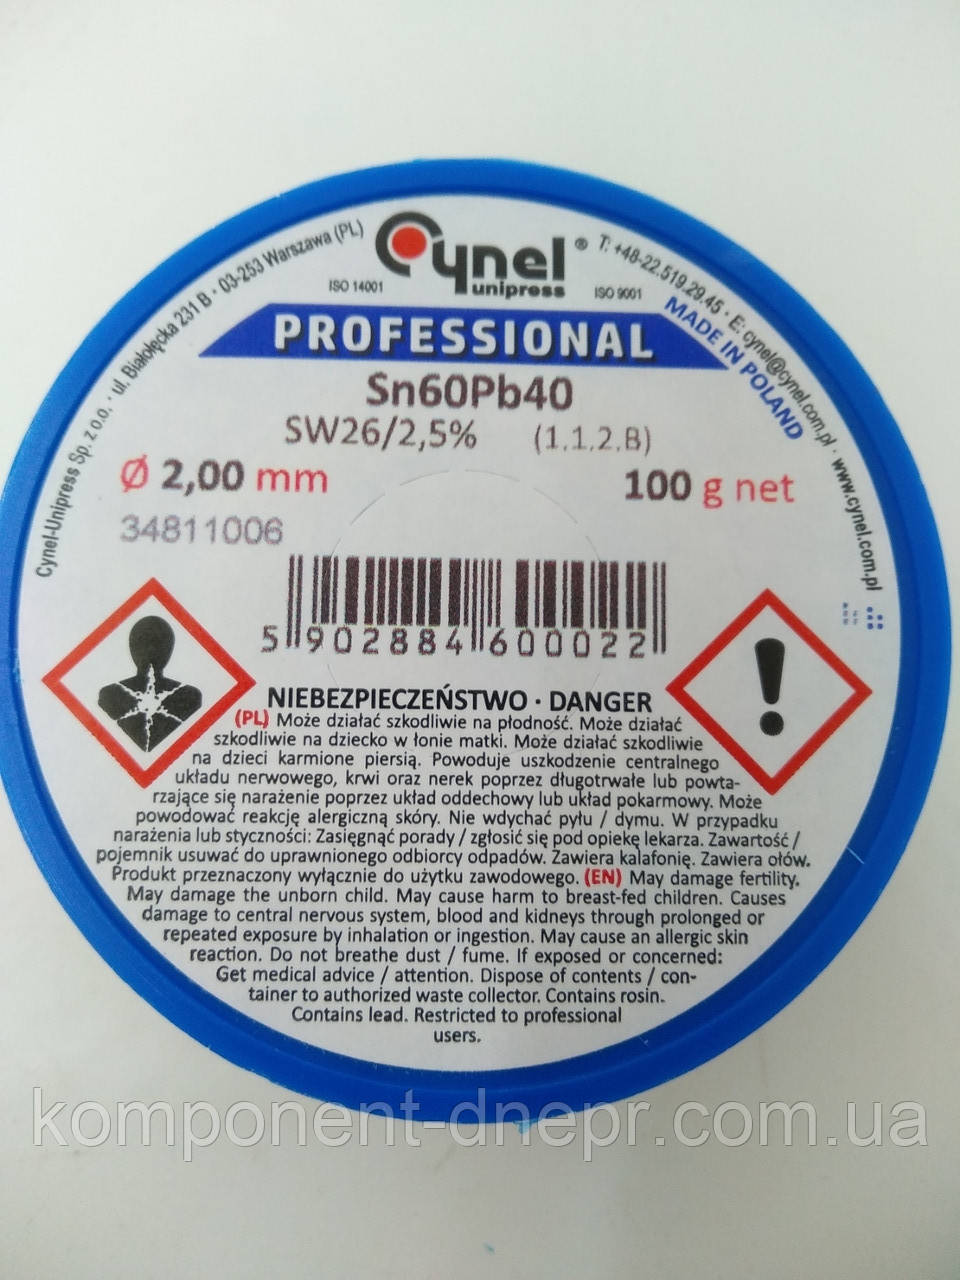 Cynel-Unipress Sp. z o.o. · ul. Białołęcka 231 B · 03-253 Warszawa (PL)
Cynel ®
unipress
ISO 14001
ISO 9001
T: +48-22.519.29.45 · E: cynel@cynel.com.pl · www.cynel.com.pl
MADE IN POLAND
PROFESSIONAL
Sn60Pb40
SW26/2,5% (1.1.2.B)
Ø 2,00 mm 100 g net
34811006
5 902884 600022
NIEBEZPIECZEŃSTWO · DANGER
(PL) Może działać szkodliwie na płodność. Może działać
szkodliwie na dziecko w łonie matki. Może działać szkodliwie
na dzieci karmione piersią. Powoduje uszkodzenie centralnego
układu nerwowego, krwi oraz nerek poprzez długotrwałe lub powta-
rzające się narażenie poprzez układ oddechowy lub układ pokarmowy. Może
powodować reakcję alergiczną skóry. Nie wdychać pyłu / dymu. W przypadku
narażenia lub styczności: Zasięgnąć porady / zgłosić się pod opiekę lekarza. Zawartość /
pojemnik usuwać do uprawnionego odbiorcy odpadów. Zawiera kalafonię. Zawiera ołów.
Produkt przeznaczony wyłącznie do użytku zawodowego. (EN) May damage fertility.
May damage the unborn child. May cause harm to breast-fed children. Causes
damage to central nervous system, blood and kidneys through prolonged or
repeated exposure by inhalation or ingestion. May cause an allergic skin
reaction. Do not breathe dust / fume. If exposed or concerned:
Get medical advice / attention. Dispose of contents / con-
tainer to authorized waste collector. Contains rosin.
Contains lead. Restricted to professional
users.
komponent-dnepr.com.ua